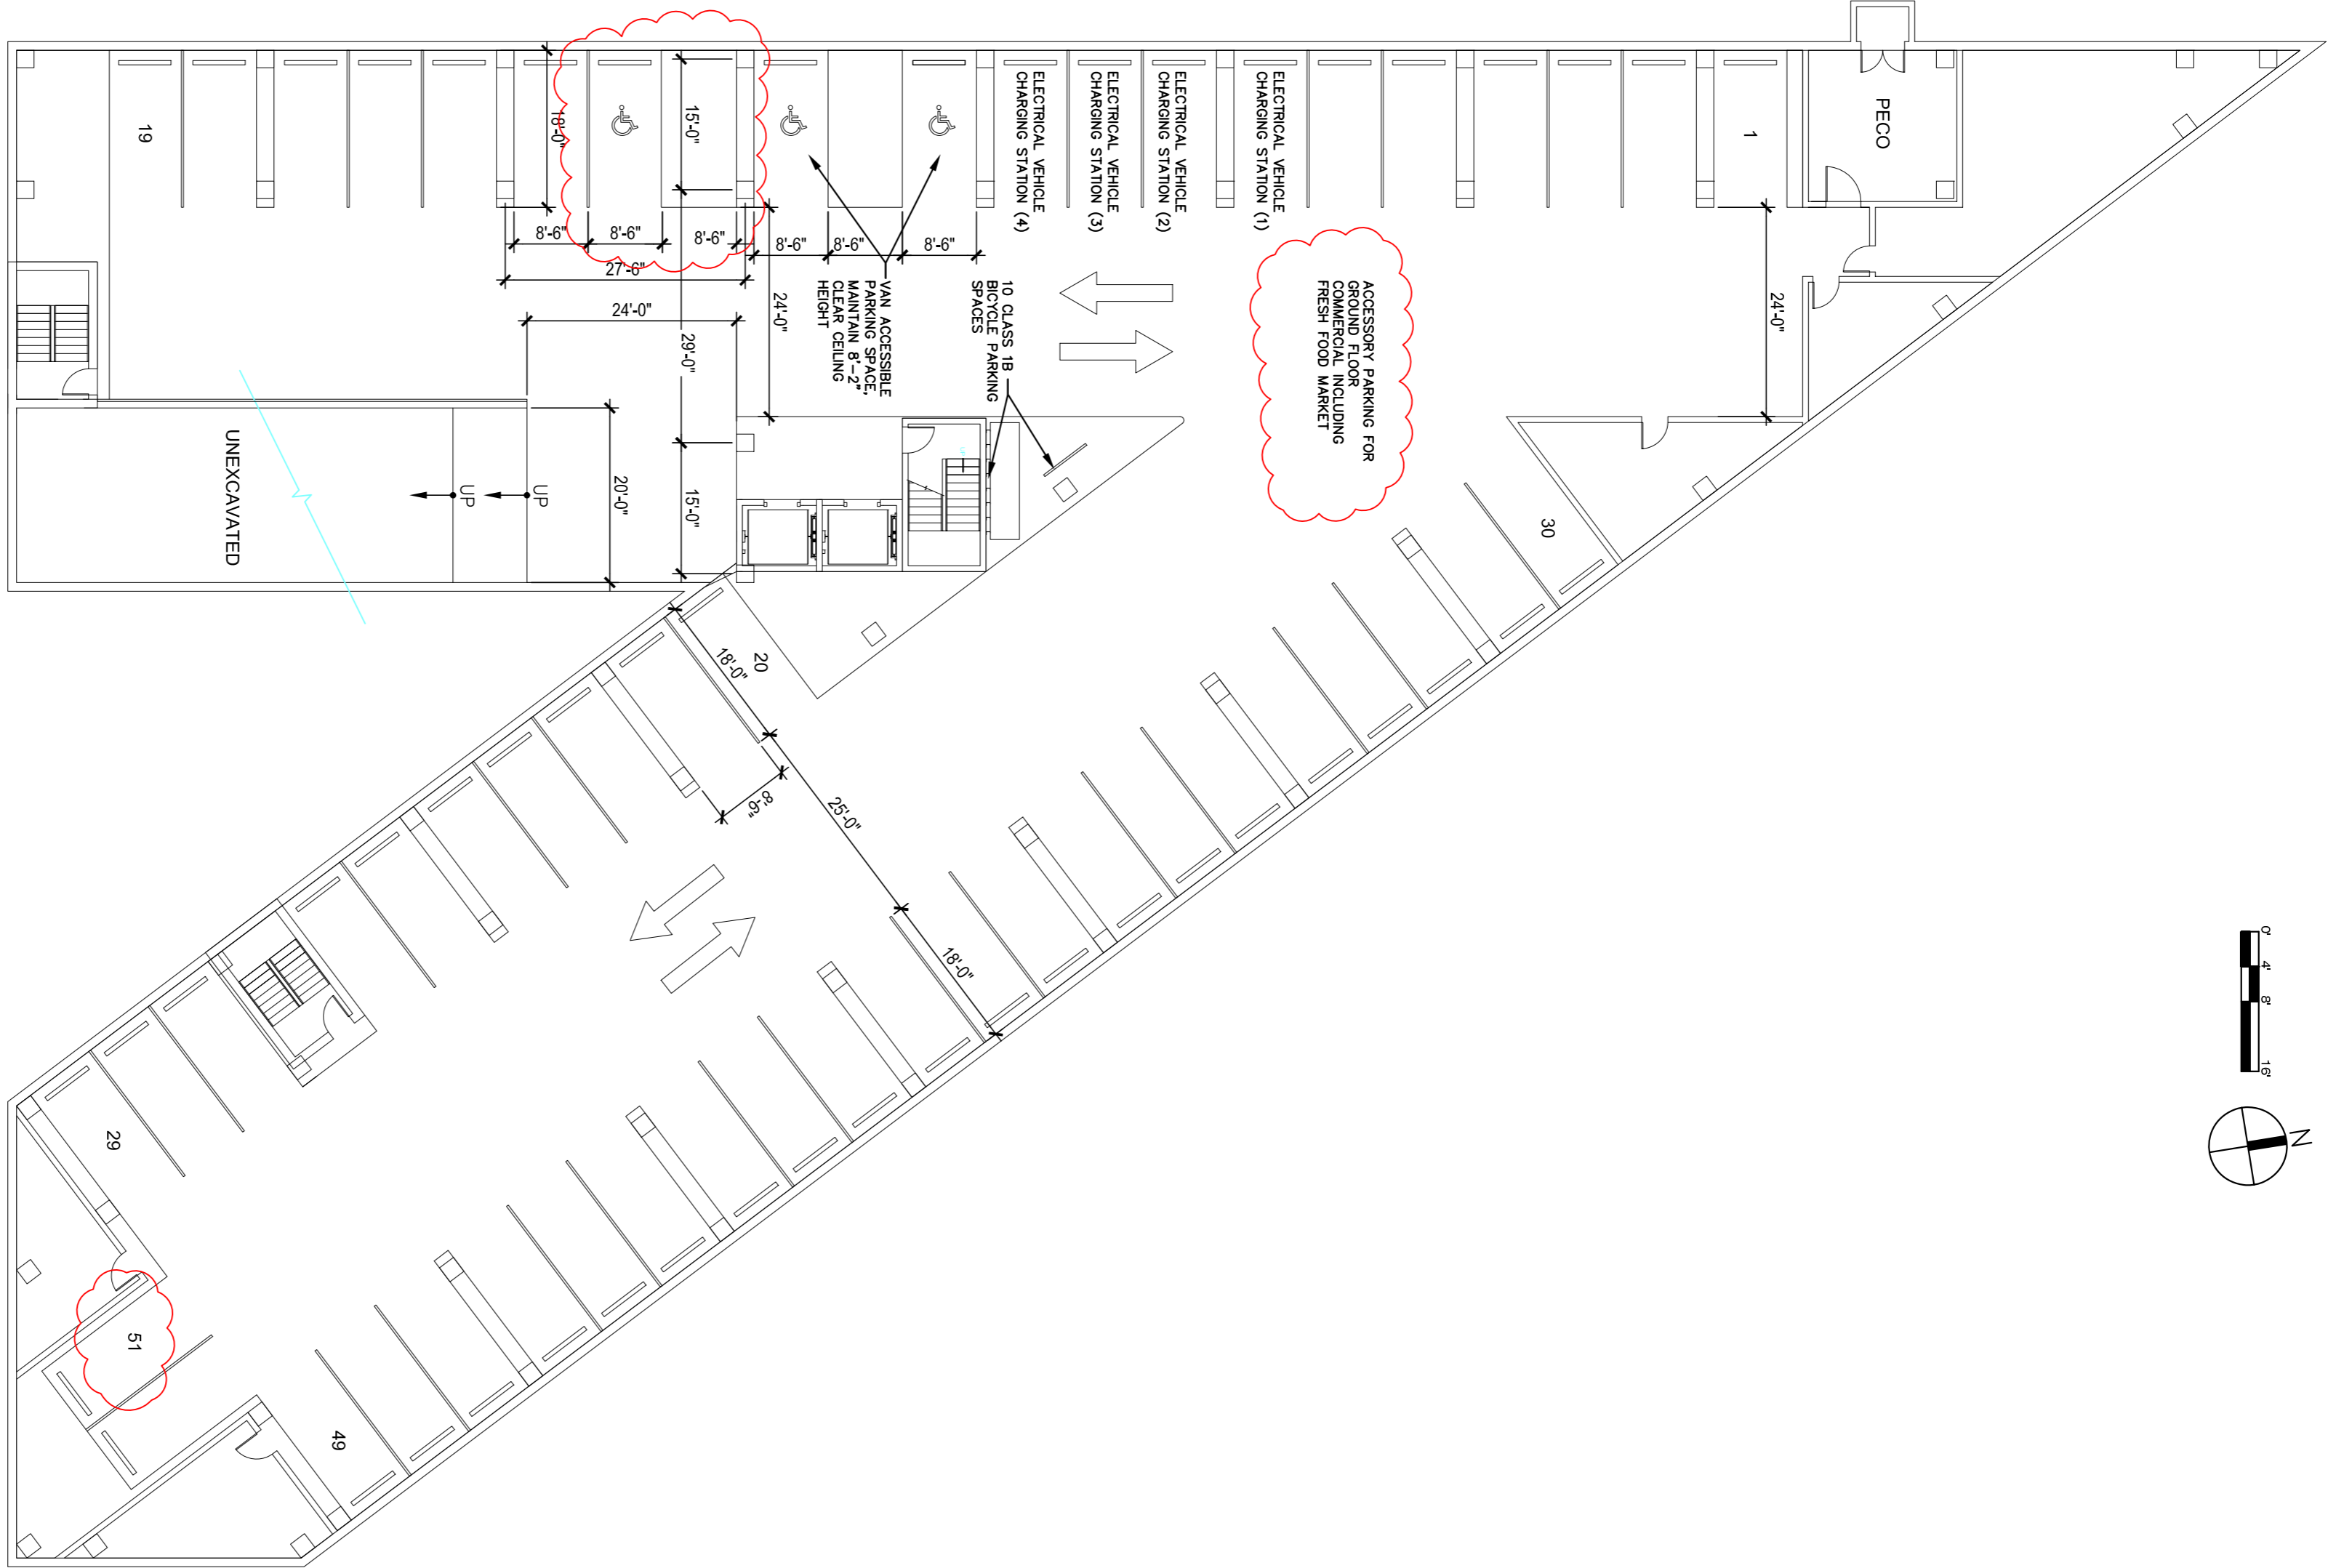 PECO
1
19
ELECTRICAL VEHICLE
CHARGING STATION (1)
ELECTRICAL VEHICLE
CHARGING STATION (2)
ELECTRICAL VEHICLE
CHARGING STATION (3)
ELECTRICAL VEHICLE
CHARGING STATION (4)
15'-0"
18'-0"
8'-6"
8'-6"
8'-6"
8'-6"
8'-6"
8'-6"
27'-6"
24'-0"
24'-0"
24'-0"
29'-0"
15'-0"
20'-0"
VAN ACCESSIBLE
PARKING SPACE,
MAINTAIN 8'-2"
CLEAR CEILING
HEIGHT
10 CLASS 1B
BICYCLE PARKING
SPACES
ACCESSORY PARKING FOR
GROUND FLOOR
COMMERCIAL INCLUDING
FRESH FOOD MARKET
UNEXCAVATED
UP
UP
30
20
18'-0"
8'-6"
25'-0"
18'-0"
29
51
49
0'
4'
8'
16'
N